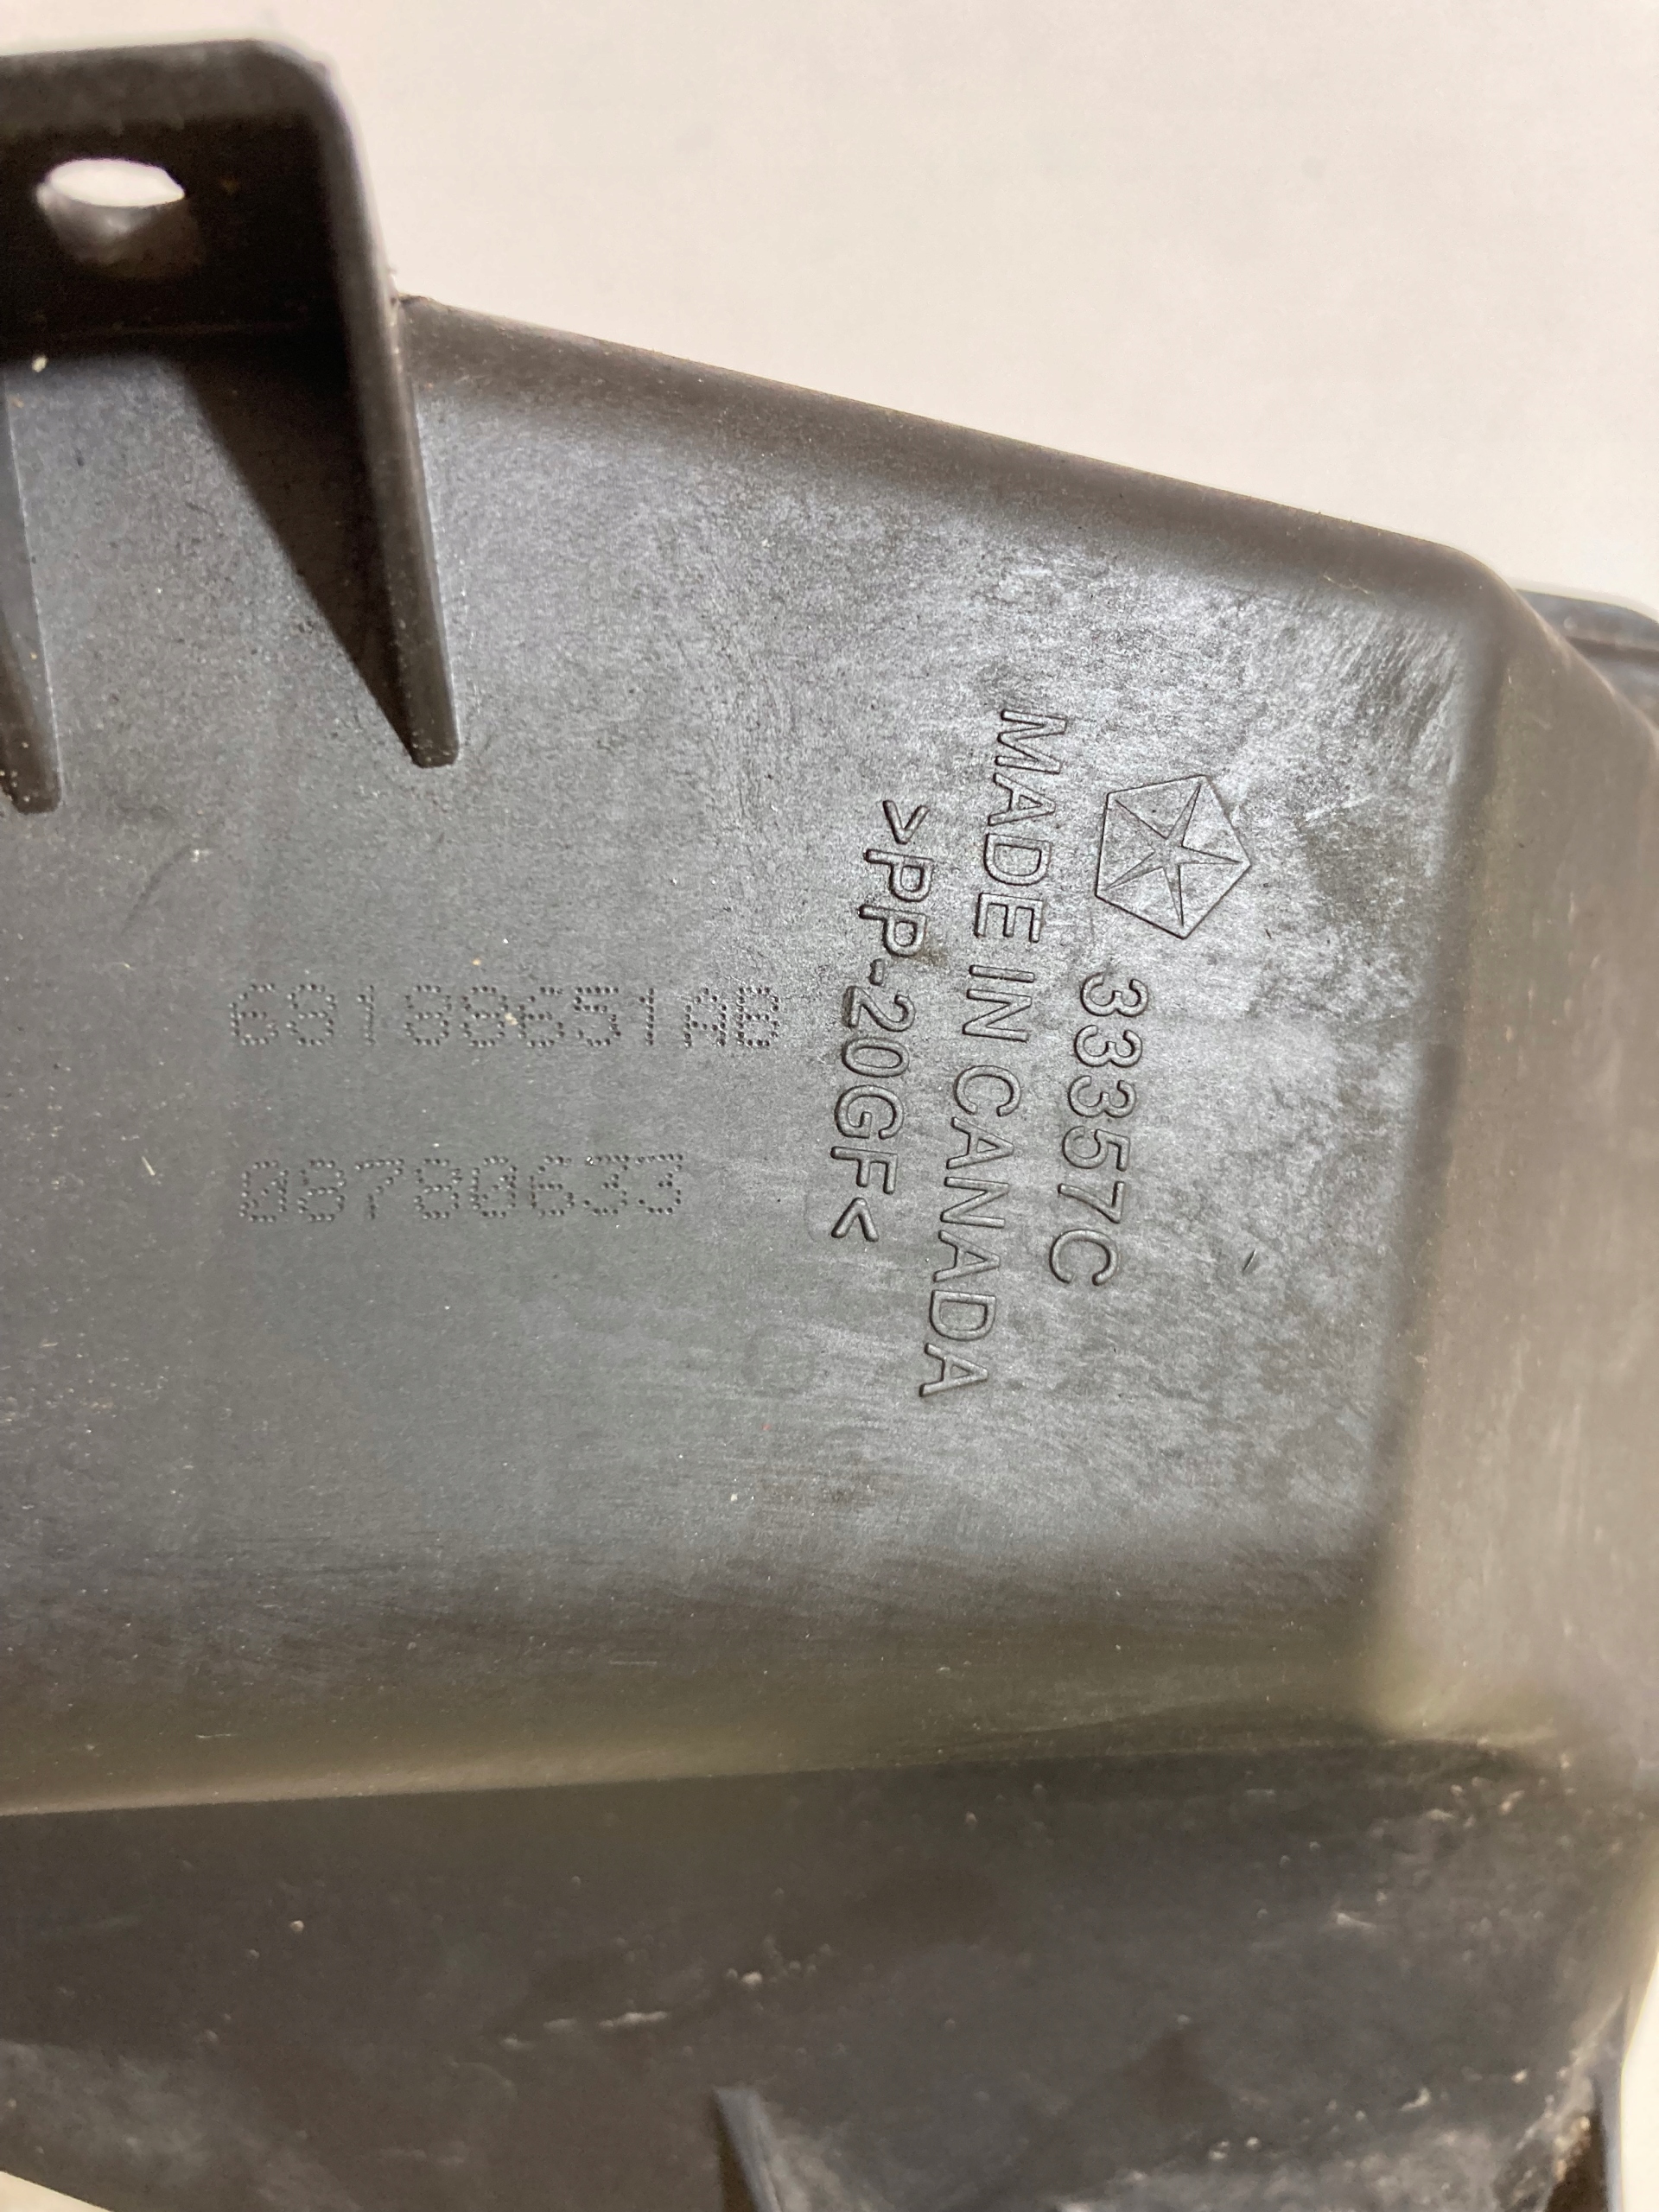 33357C
MADE IN CANADA
>PP-20GF<
68188651AB
08780633